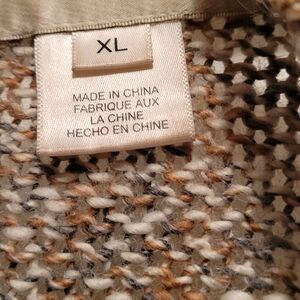 XL
MADE IN CHINA
FABRIQUE AUX
LA CHINE
HECHO EN CHINE